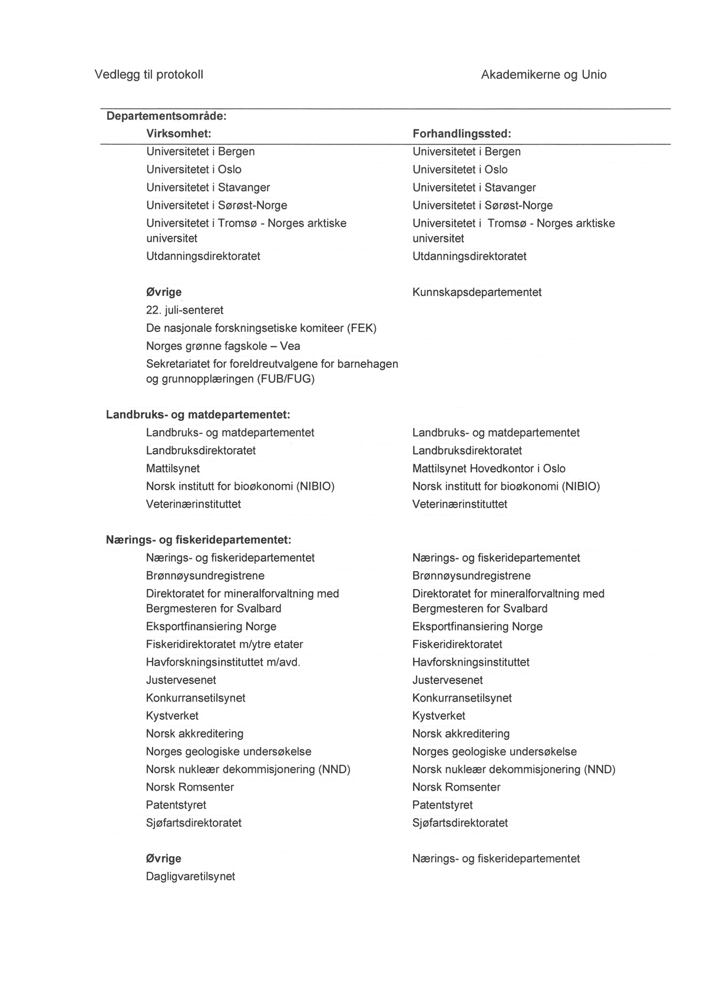 Vedlegg til protokoll Akademikerne og Unio
Departementsområde:
Virksomhet: Forhandlingssted:
Universitetet i Bergen Universitetet i Bergen
Universitetet i Oslo Universitetet i Oslo
Universitetet i Stavanger Universitetet i Stavanger
Universitetet i Sørøst-Norge Universitetet i Sørøst-Norge
Universitetet i Tromsø - Norges arktiske Universitetet i Tromsø - Norges arktiske
universitet universitet
Utdanningsdirektoratet Utdanningsdirektoratet
Øvrige Kunnskapsdepartementet
22. juli-senteret
De nasjonale forskningsetiske komiteer (FEK)
Norges grønne fagskole – Vea
Sekretariatet for foreldreutvalgene for barnehagen
og grunnopplæringen (FUB/FUG)
Landbruks- og matdepartementet:
Landbruks- og matdepartementet Landbruks- og matdepartementet
Landbruksdirektoratet Landbruksdirektoratet
Mattilsynet Mattilsynet Hovedkontor i Oslo
Norsk institutt for bioøkonomi (NIBIO) Norsk institutt for bioøkonomi (NIBIO)
Veterinærinstituttet Veterinærinstituttet
Nærings- og fiskeridepartementet:
Nærings- og fiskeridepartementet Nærings- og fiskeridepartementet
Brønnøysundregistrene Brønnøysundregistrene
Direktoratet for mineralforvaltning med Direktoratet for mineralforvaltning med
Bergmesteren for Svalbard Bergmesteren for Svalbard
Eksportfinansiering Norge Eksportfinansiering Norge
Fiskeridirektoratet m/ytre etater Fiskeridirektoratet
Havforskningsinstituttet m/avd. Havforskningsinstituttet
Justervesenet Justervesenet
Konkurransetilsynet Konkurransetilsynet
Kystverket Kystverket
Norsk akkreditering Norsk akkreditering
Norges geologiske undersøkelse Norges geologiske undersøkelse
Norsk nukleær dekommisjonering (NND) Norsk nukleær dekommisjonering (NND)
Norsk Romsenter Norsk Romsenter
Patentstyret Patentstyret
Sjøfartsdirektoratet Sjøfartsdirektoratet
Øvrige Nærings- og fiskeridepartementet
Dagligvaretilsynet